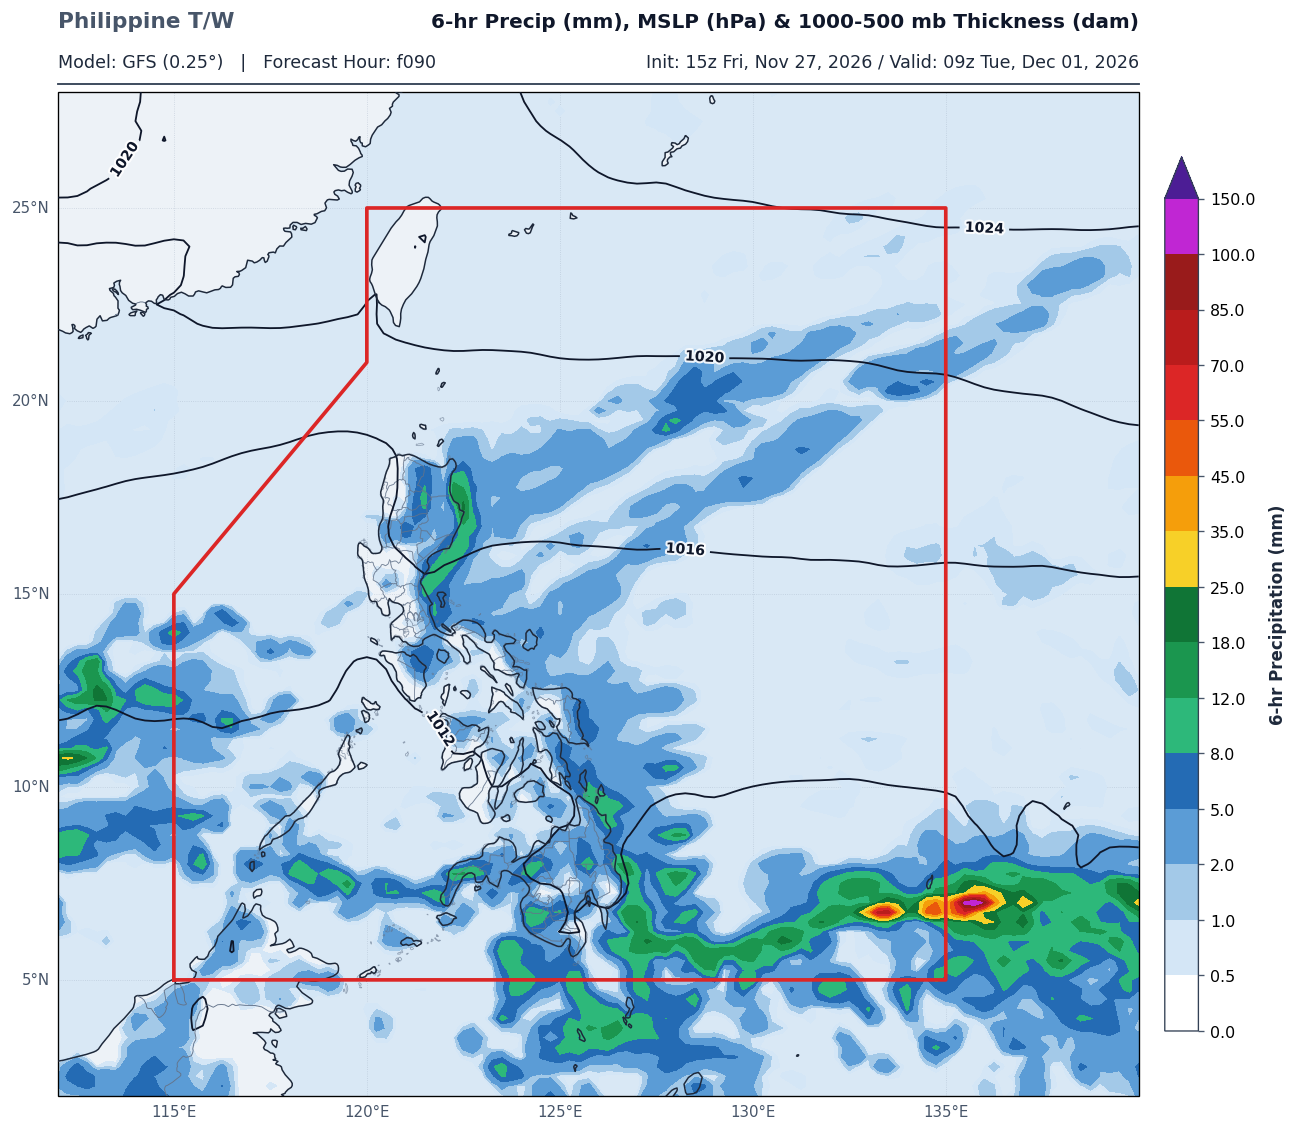 Philippine T/W
6-hr Precip (mm), MSLP (hPa) & 1000-500 mb Thickness (dam)
Model: GFS (0.25°) | Forecast Hour: f090
Init: 15z Fri, Nov 27, 2026 / Valid: 09z Tue, Dec 01, 2026
1020
1024
1020
1016
1012
25°N
20°N
15°N
10°N
5°N
115°E
120°E
125°E
130°E
135°E
150.0
100.0
85.0
70.0
55.0
45.0
35.0
25.0
18.0
12.0
8.0
5.0
2.0
1.0
0.5
0.0
6-hr Precipitation (mm)